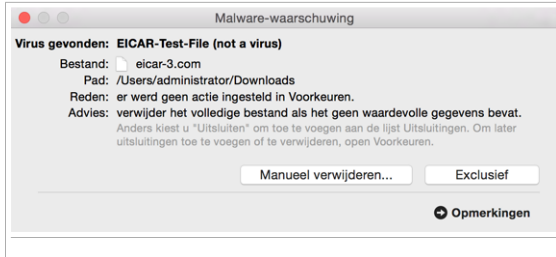 Malware-waarschuwing
Virus gevonden: EICAR-Test-File (not a virus)
Bestand: eicar-3.com
Pad: /Users/administrator/Downloads
Reden: er werd geen actie ingesteld in Voorkeuren.
Advies: verwijder het volledige bestand als het geen waardevolle gegevens bevat.
Anders kiest u "Uitsluiten" om toe te voegen aan de lijst Uitsluitingen. Om later
uitsluitingen toe te voegen of te verwijderen, open Voorkeuren.
Manueel verwijderen... Exclusief
Opmerkingen